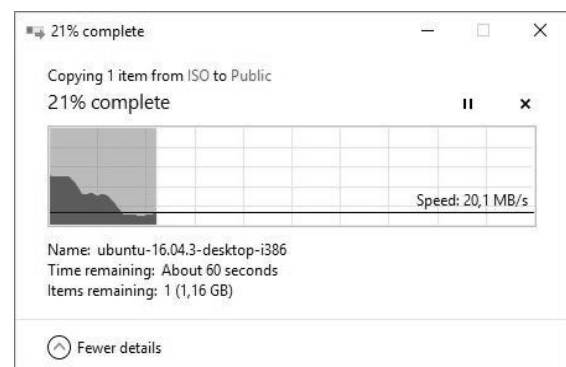 21% complete
Copying 1 item from ISO to Public
21% complete
Speed: 20,1 MB/s
Name: ubuntu-16.04.3-desktop-i386
Time remaining: About 60 seconds
Items remaining: 1 (1,16 GB)
Fewer details